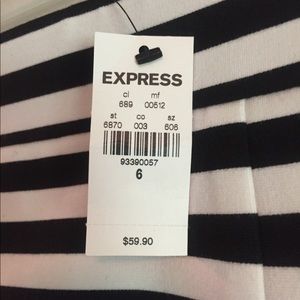 EXPRESS
cl mf
689 00512
st co sz
6870 003 606
93390057
6
$59.90